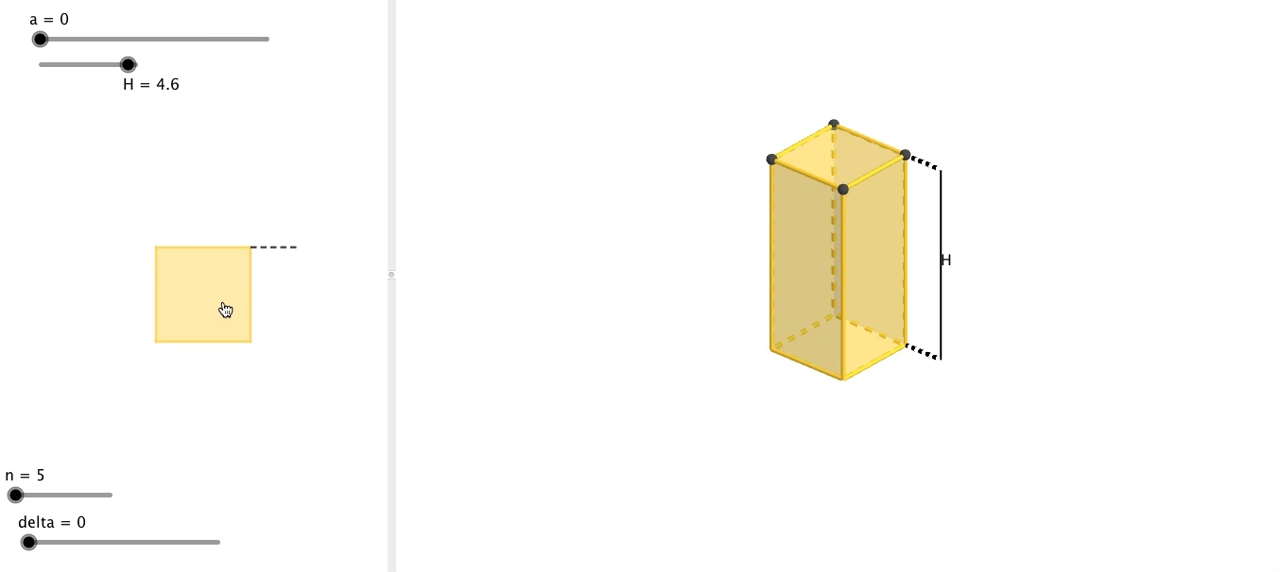 a = 0
H = 4.6
H
n = 5
delta = 0